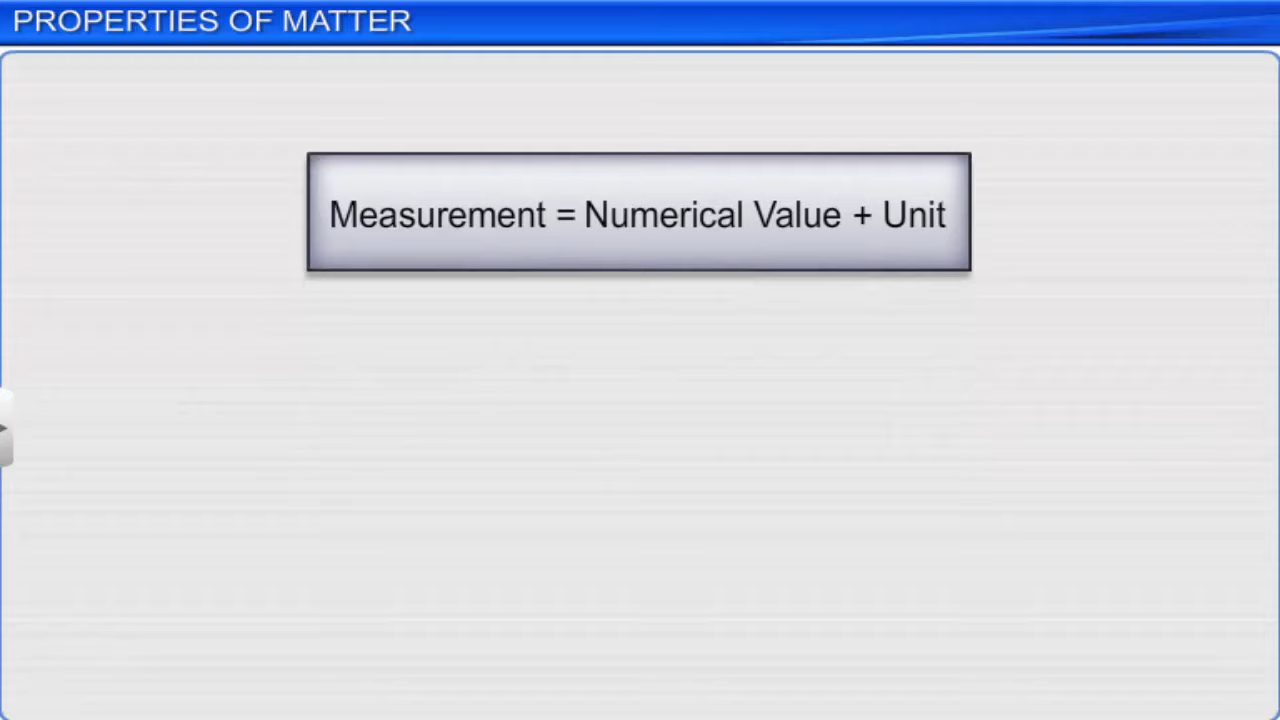 PROPERTIES OF MATTER
Measurement = Numerical Value + Unit